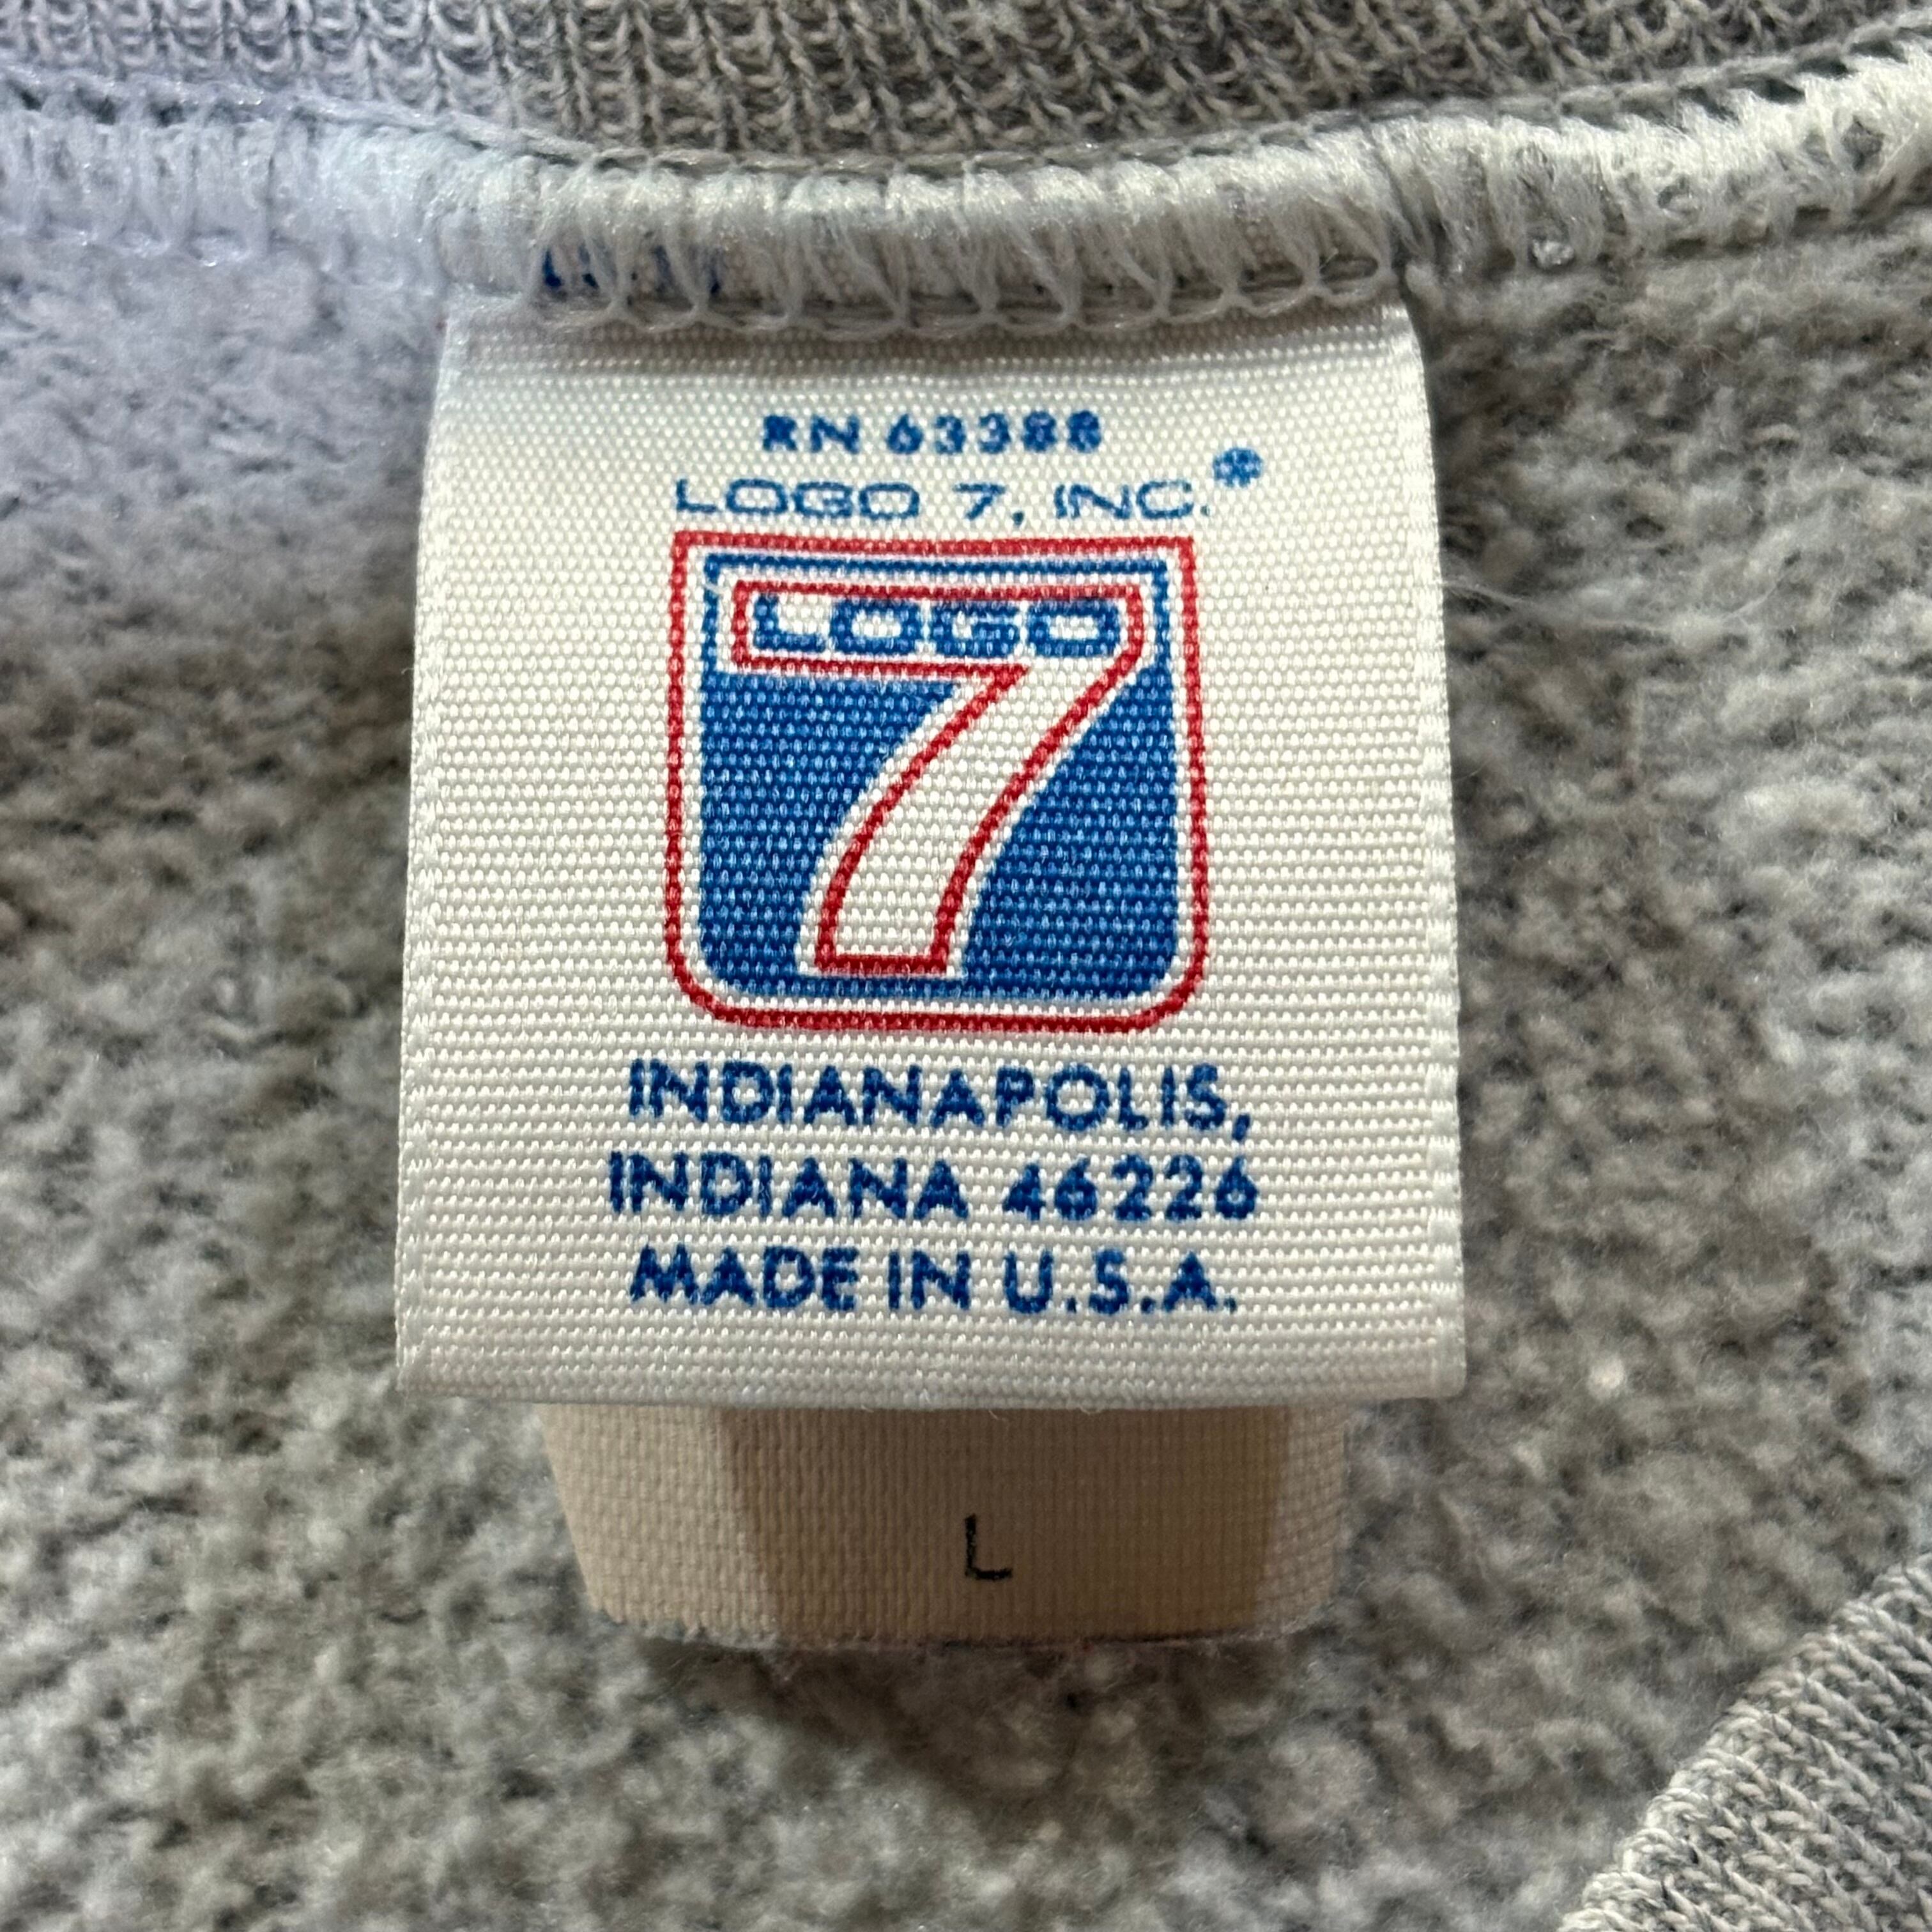 RN 63388
LOGO 7, INC.®
LOGO
7
INDIANAPOLIS,
INDIANA 46226
MADE IN U.S.A.
L